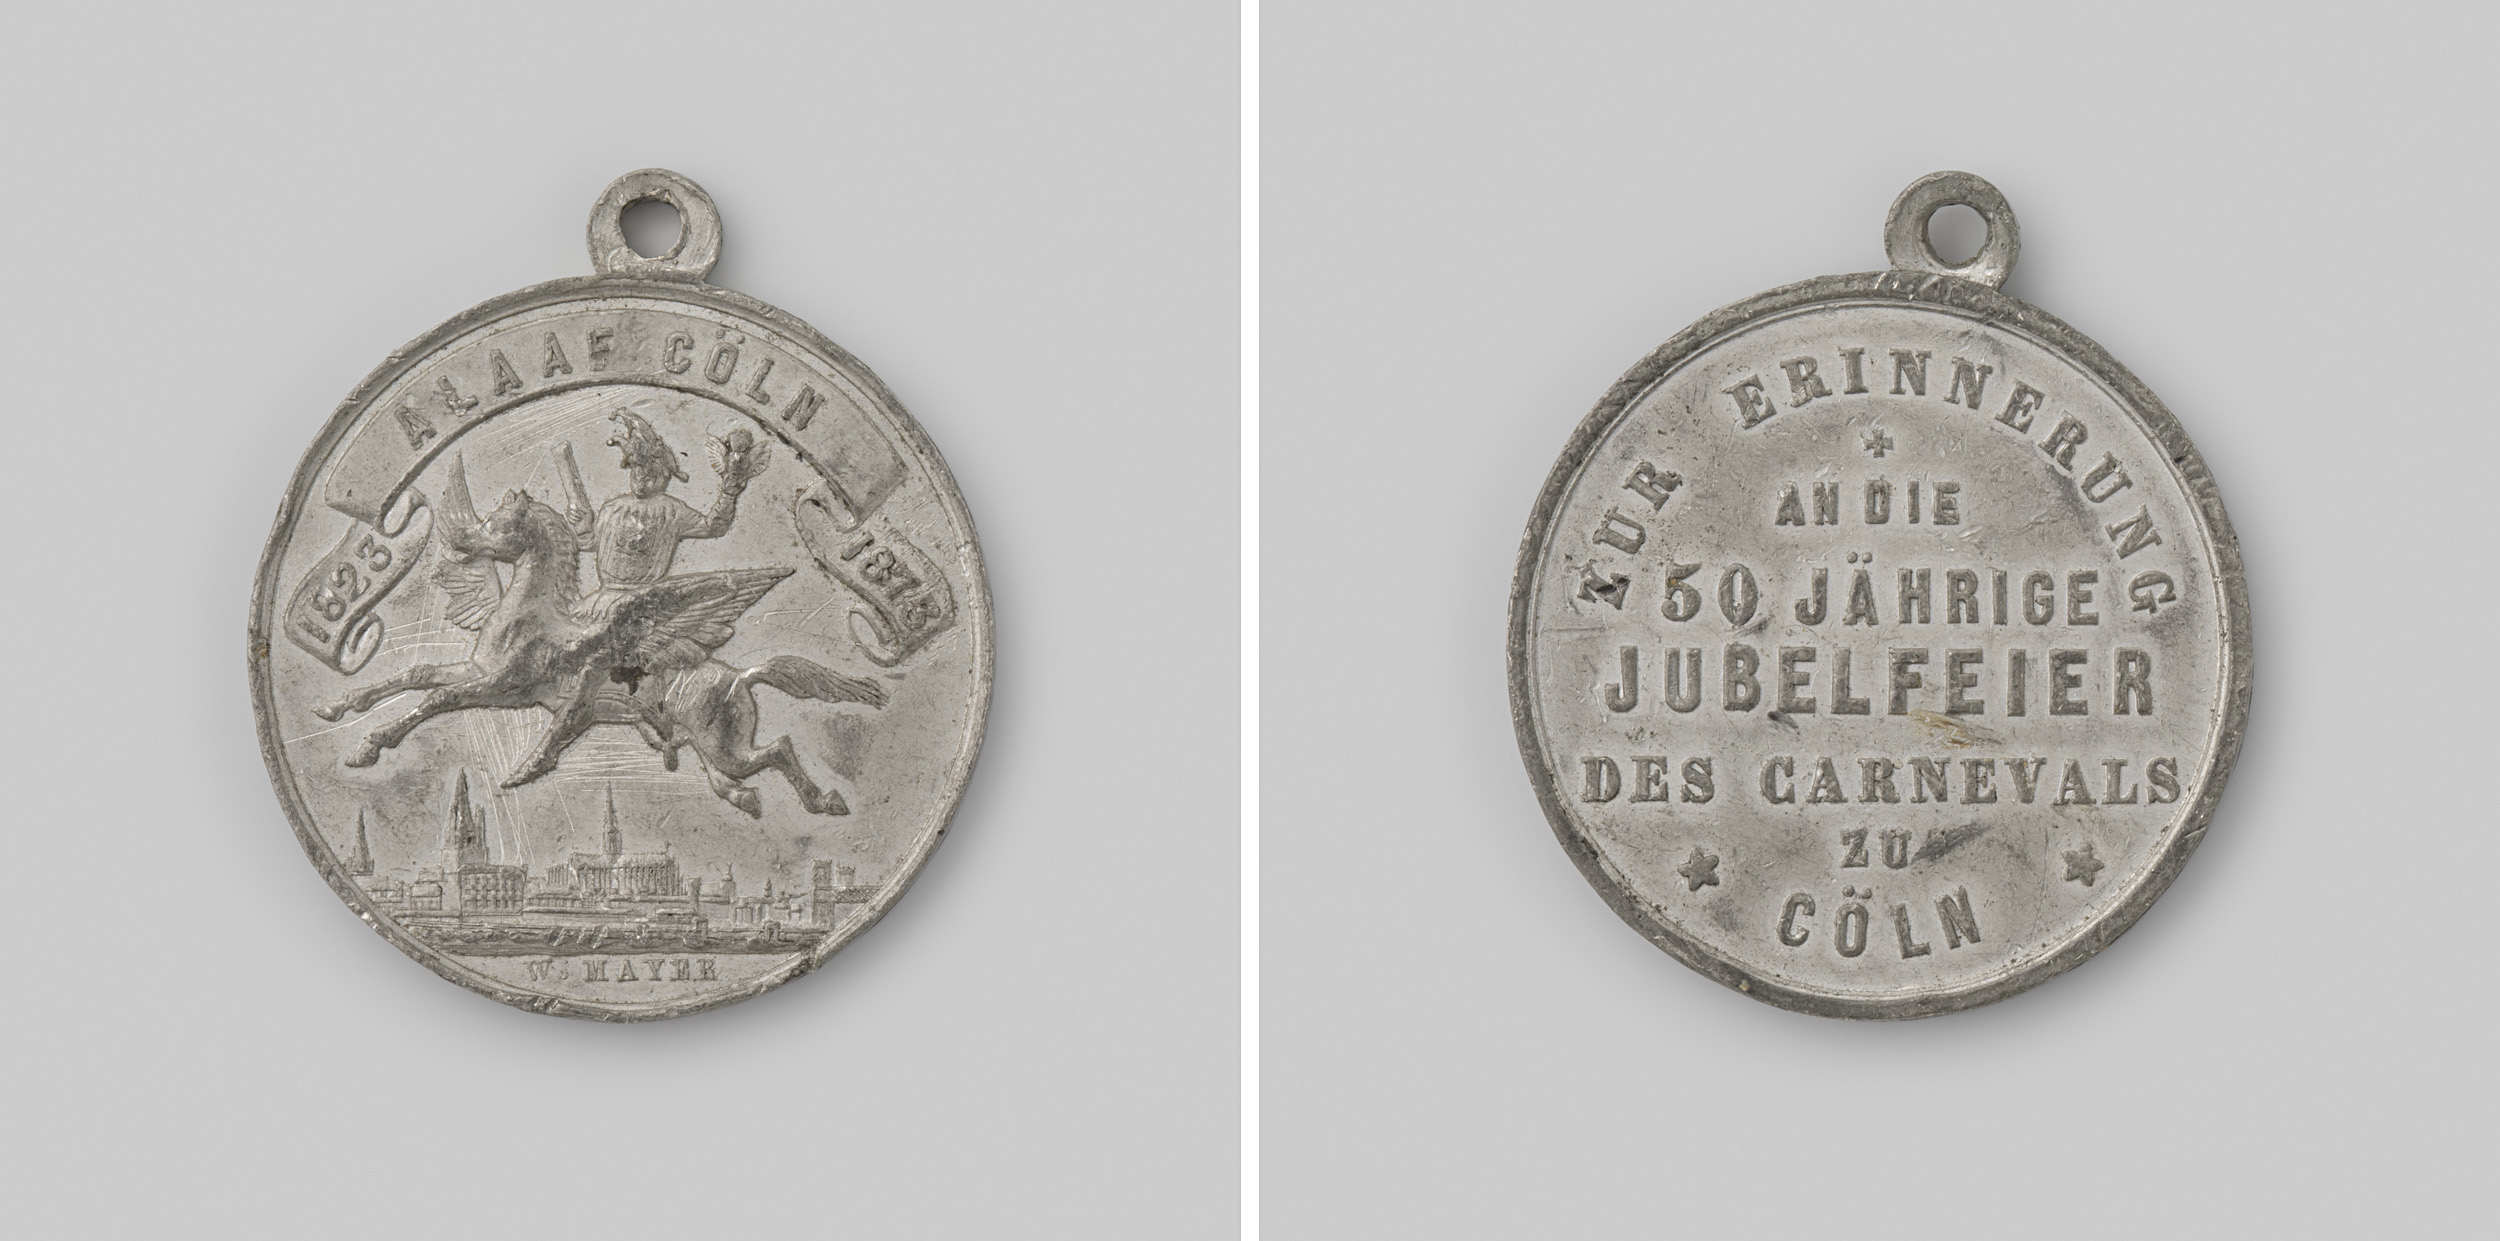 ALAAF CÖLN
1823
1873
W. MAYER
ZUR ERINNERUNG
AN DIE
50 JÄHRIGE
JUBELFEIER
DES CARNEVALS
ZU
CÖLN